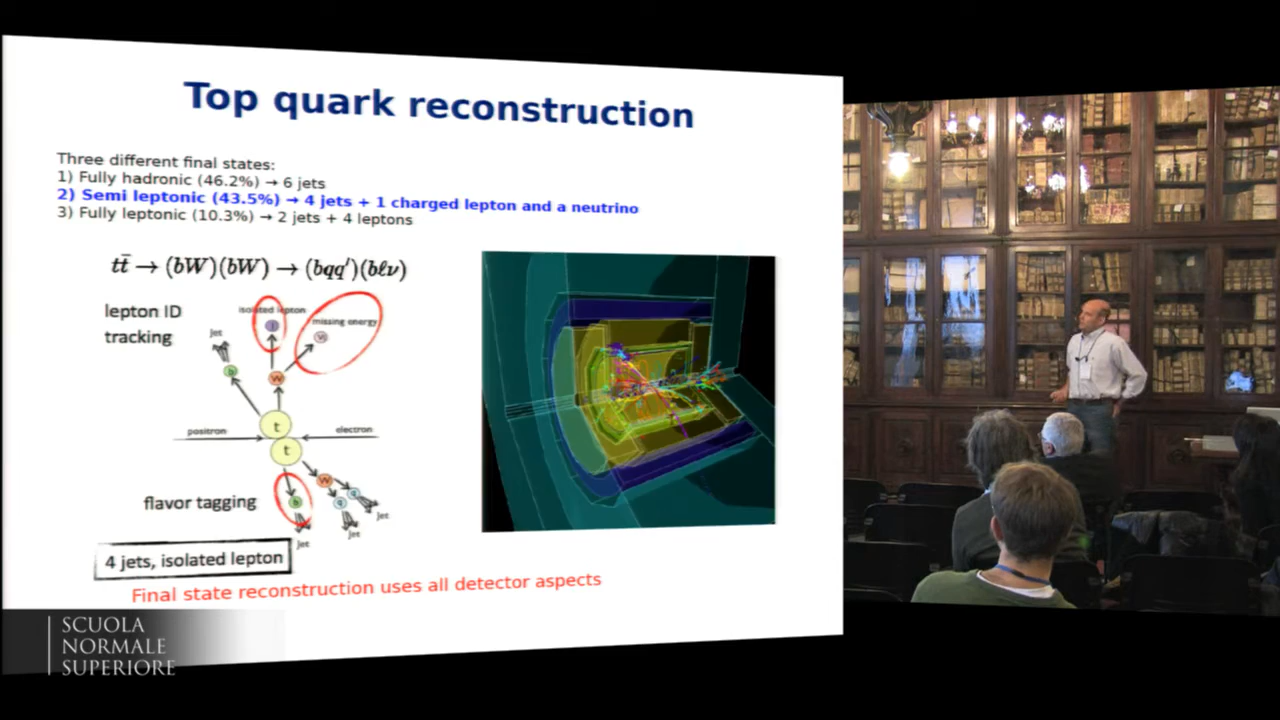 Top quark reconstruction
Three different final states:
1) Fully hadronic (46.2%) → 6 jets
2) Semi leptonic (43.5%) → 4 jets + 1 charged lepton and a neutrino
3) Fully leptonic (10.3%) → 2 jets + 4 leptons
tt̄ → (bW)(bW) → (bqq′)(bℓν)
lepton ID
tracking
isolated lepton
missing energy
Jet
l
b
W
t
positron
electron
t
flavor tagging
b
W
q
q
Jet
Jet
Jet
4 jets, isolated lepton
Final state reconstruction uses all detector aspects
SCUOLA
NORMALE
SUPERIORE